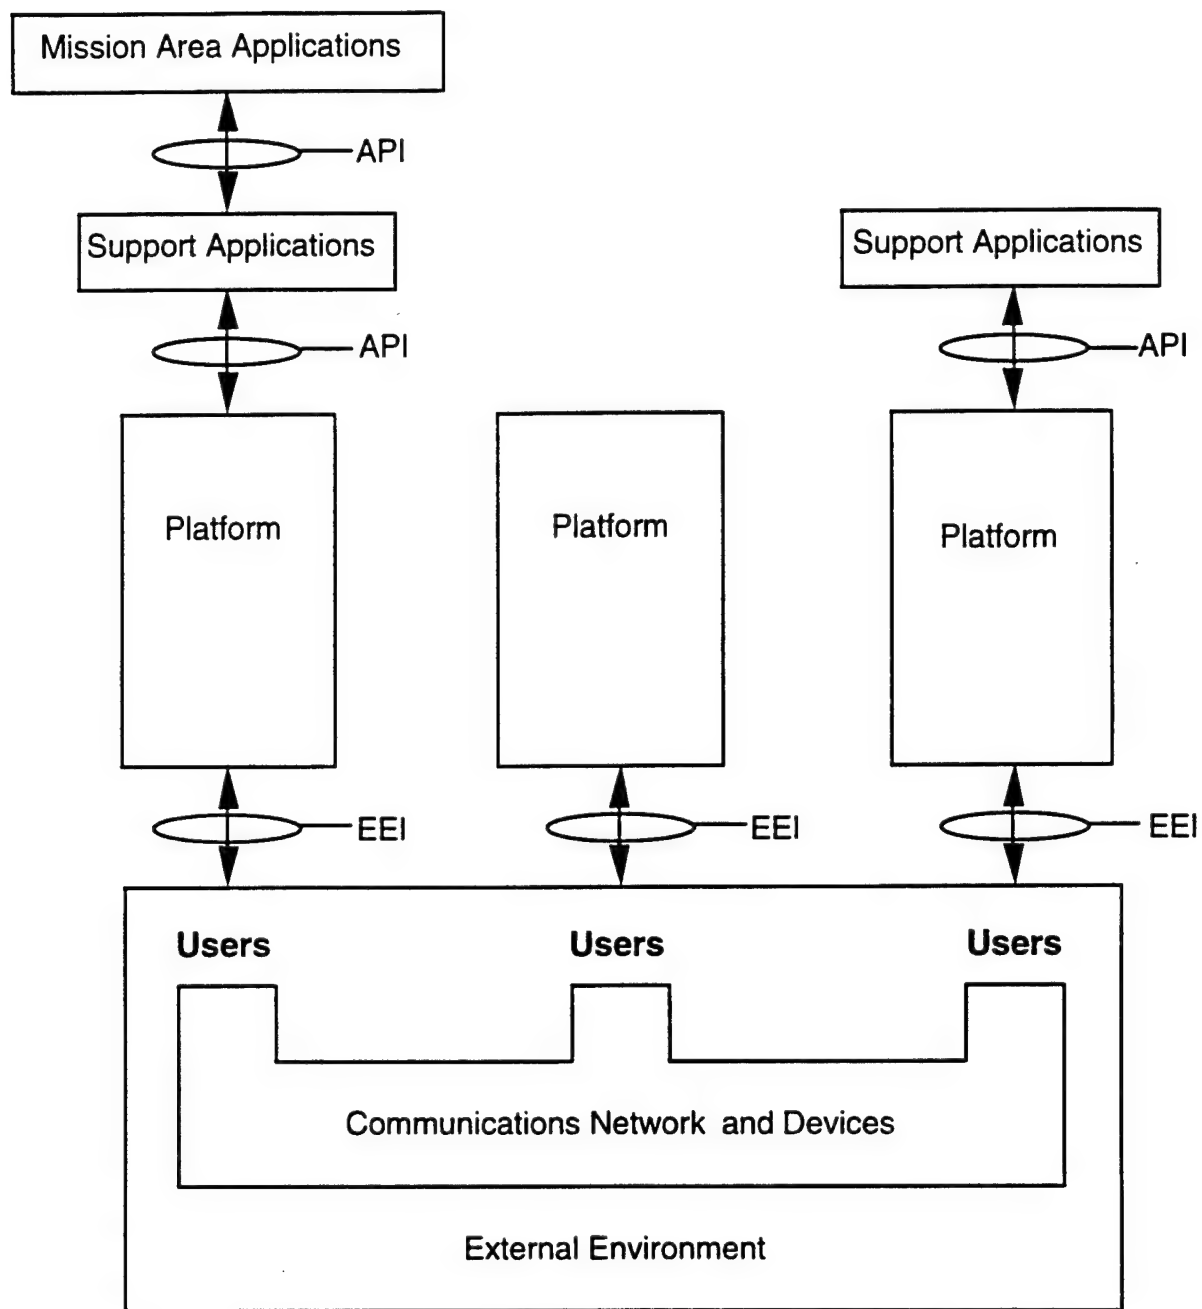 Mission Area Applications
API
Support Applications
Support Applications
API
API
Platform
Platform
Platform
EEI
EEI
EEI
Users
Users
Users
Communications Network and Devices
External Environment